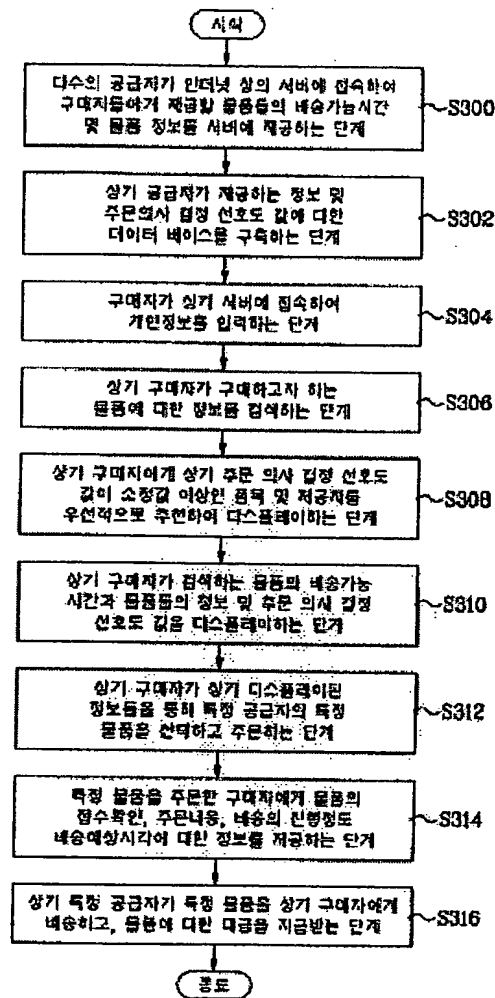 시작
다수의 공급자가 인터넷 상의 서버에 접속하여
구매자들에게 제공할 물품들의 배송가능시간
및 물품 정보를 서버에 제공하는 단계
S300
상기 공급자가 제공하는 정보 및
주문의사 결정 선호도 값에 대한
데이터 베이스를 구축하는 단계
S302
구매자가 상기 서버에 접속하여
개인정보를 입력하는 단계
S304
상기 구매자가 구매하고자 하는
물품에 대한 정보를 검색하는 단계
S306
상기 구매자에게 상기 주문 의사 결정 선호도
값이 소정값 이상인 품목 및 제공자를
우선적으로 추천하여 디스플레이하는 단계
S308
상기 구매자가 검색하는 물품의 배송가능
시간과 물품들의 정보 및 주문 의사 결정
선호도 값을 디스플레이하는 단계
S310
상기 구매자가 상기 디스플레이된
정보들을 통해 특정 공급자의 특정
물품을 선택하고 주문하는 단계
S312
특정 물품을 주문한 구매자에게 물품의
접수확인, 주문내용, 배송의 진행정도
배송예상시각에 대한 정보를 제공하는 단계
S314
상기 특정 공급자가 특정 물품을 상기 구매자에게
배송하고, 물품에 대한 대금을 지급받는 단계
S316
종료